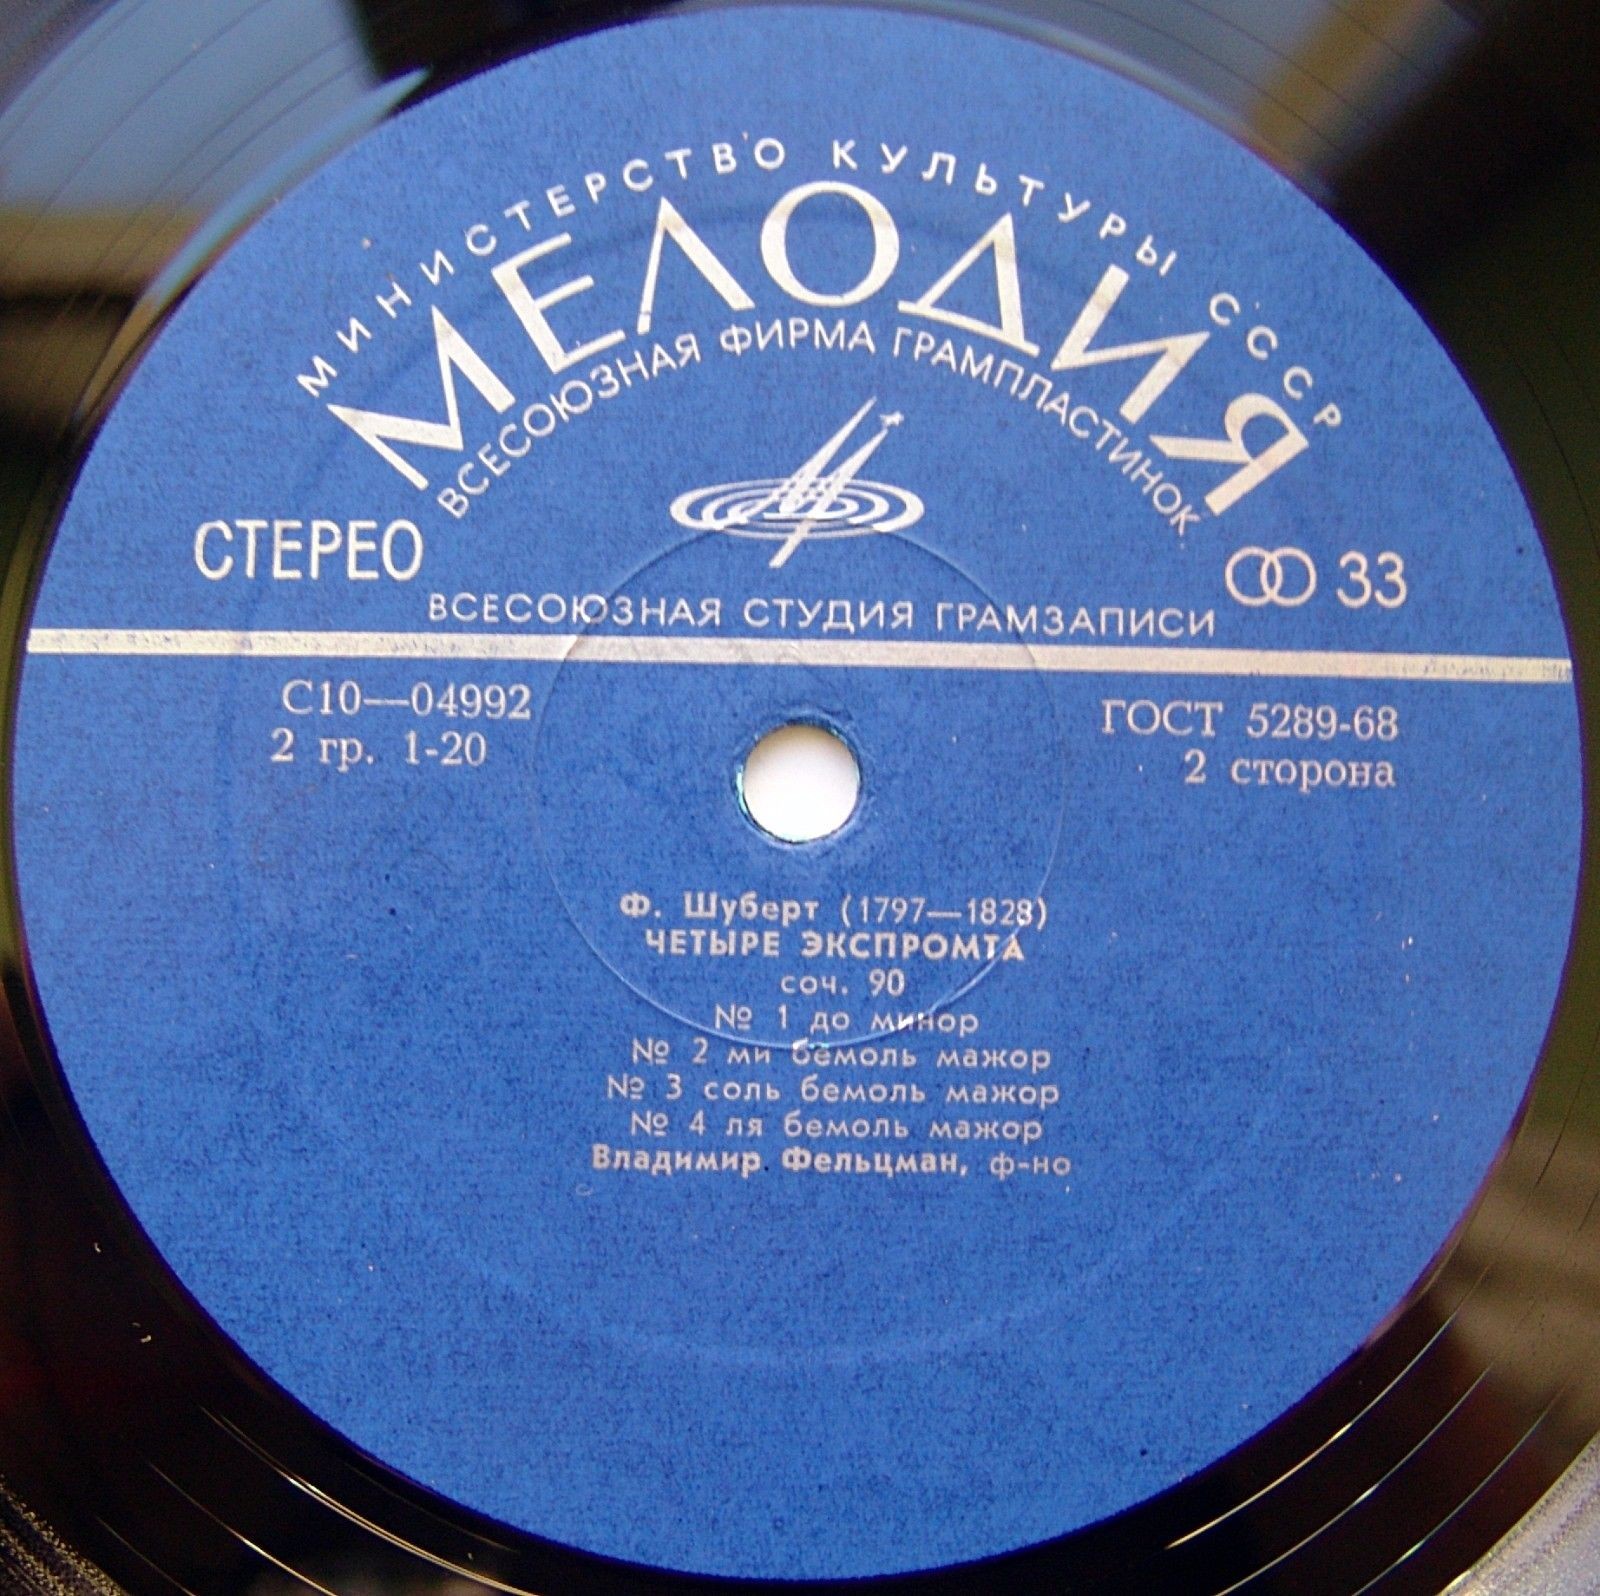 МИНИСТЕРСТВО КУЛЬТУРЫ СССР
МЕЛОДИЯ
ВСЕСОЮЗНАЯ ФИРМА ГРАМПЛАСТИНОК
СТЕРЕО
33
ВСЕСОЮЗНАЯ СТУДИЯ ГРАМЗАПИСИ
С10—04992
ГОСТ 5289-68
2 гр. 1-20
2 сторона
Ф. Шуберт (1797—1828)
ЧЕТЫРЕ ЭКСПРОМТА
соч. 90
№ 1 до минор
№ 2 ми бемоль мажор
№ 3 соль бемоль мажор
№ 4 ля бемоль мажор
Владимир Фельцман, ф-но